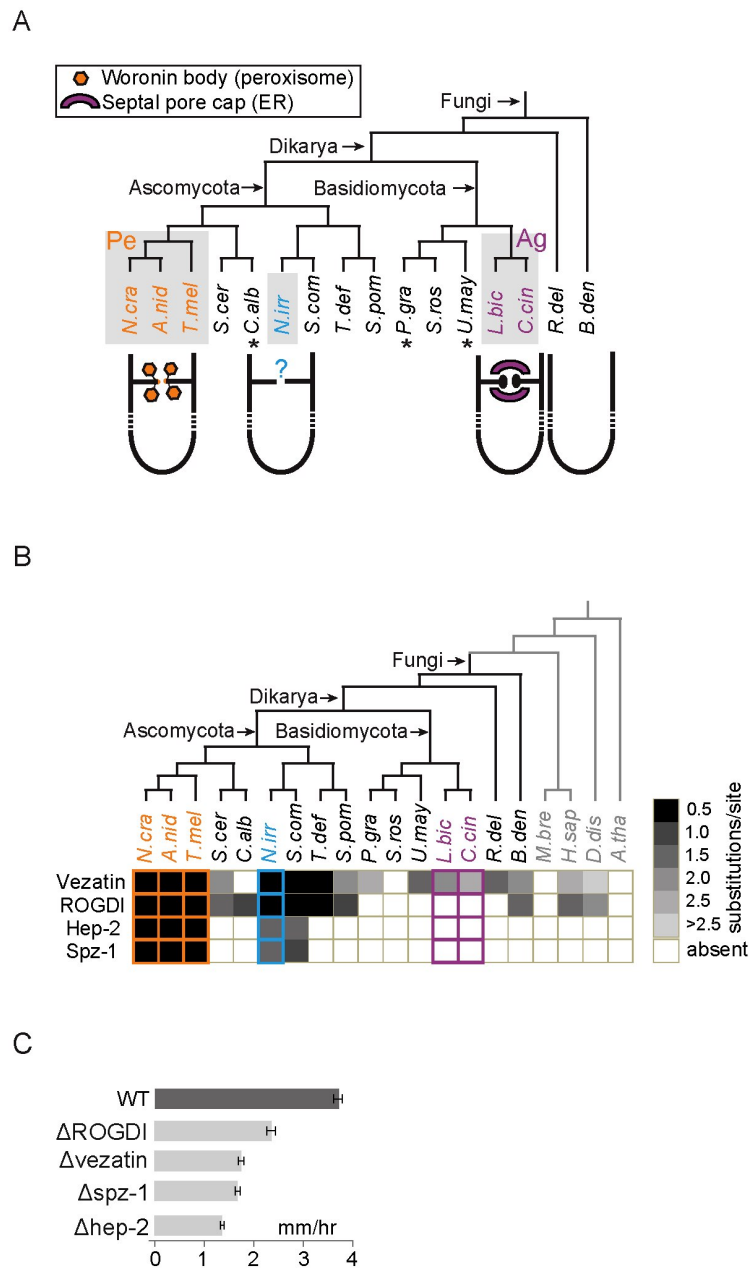 A
Woronin body (peroxisome)
Septal pore cap (ER)
Fungi
Dikarya
Ascomycota
Basidiomycota
Pe
Ag
N.cra
A.nid
T.mel
S.cer
C.alb
N.irr
S.com
T.def
S.pom
P.gra
S.ros
U.may
L.bic
C.cin
R.del
B.den
* * *
?
B
Fungi
Dikarya
Ascomycota
Basidiomycota
N.cra
A.nid
T.mel
S.cer
C.alb
N.irr
S.com
T.def
S.pom
P.gra
S.ros
U.may
L.bic
C.cin
R.del
B.den
M.bre
H.sap
D.dis
A.tha
Vezatin
ROGDI
Hep-2
Spz-1
0.5
1.0
1.5
2.0
2.5
>2.5
absent
substitutions/site
C
WT
ΔROGDI
Δvezatin
Δspz-1
Δhep-2
mm/hr
0 1 2 3 4